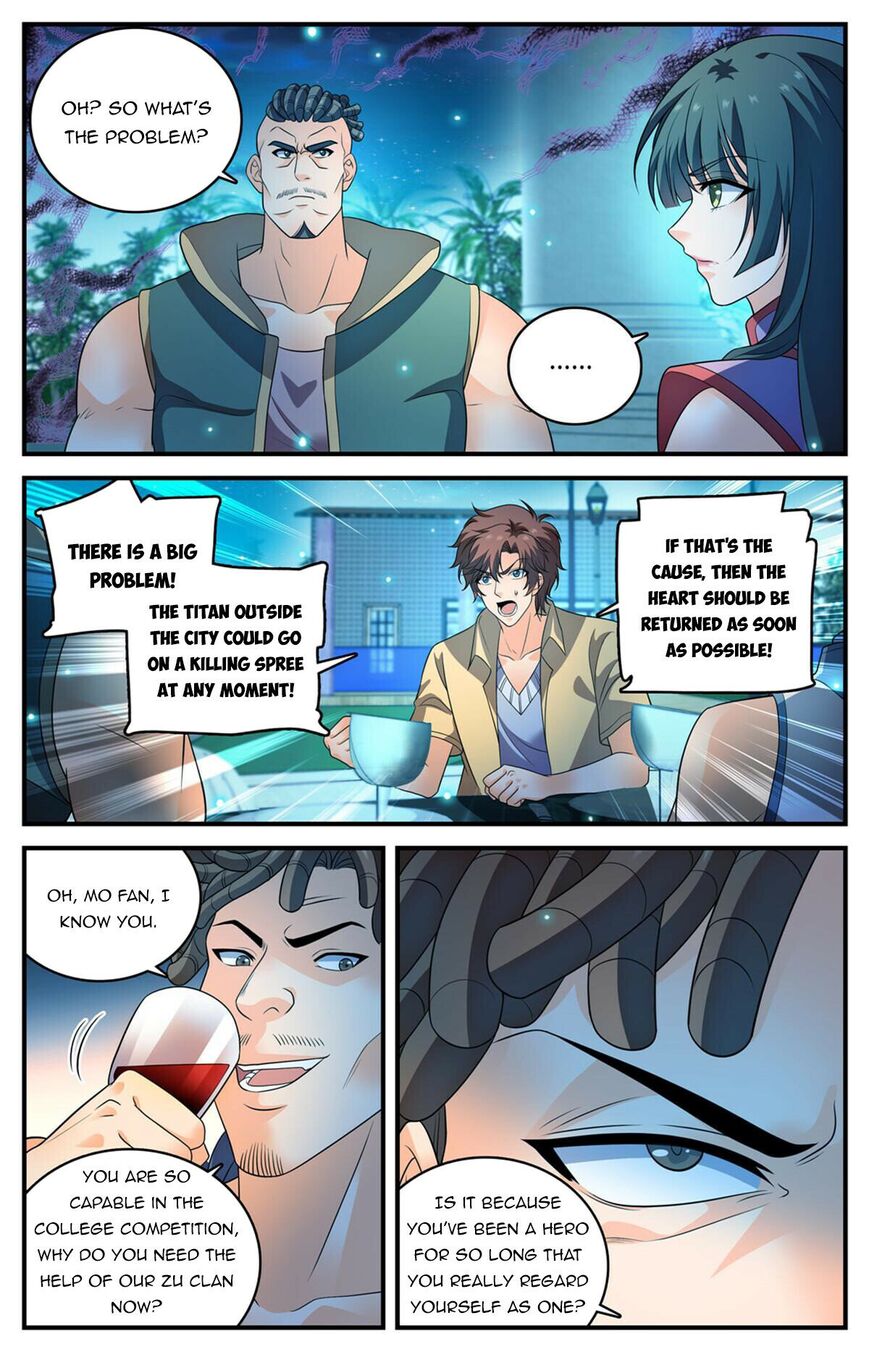 OH? SO WHAT'S
THE PROBLEM?
......
THERE IS A BIG
PROBLEM!
THE TITAN OUTSIDE
THE CITY COULD GO
ON A KILLING SPREE
AT ANY MOMENT!
IF THAT'S THE
CAUSE, THEN THE
HEART SHOULD BE
RETURNED AS SOON
AS POSSIBLE!
OH, MO FAN, I
KNOW YOU.
YOU ARE SO
CAPABLE IN THE
COLLEGE COMPETITION,
WHY DO YOU NEED THE
HELP OF OUR ZU CLAN
NOW?
IS IT BECAUSE
YOU'VE BEEN A HERO
FOR SO LONG THAT
YOU REALLY REGARD
YOURSELF AS ONE?